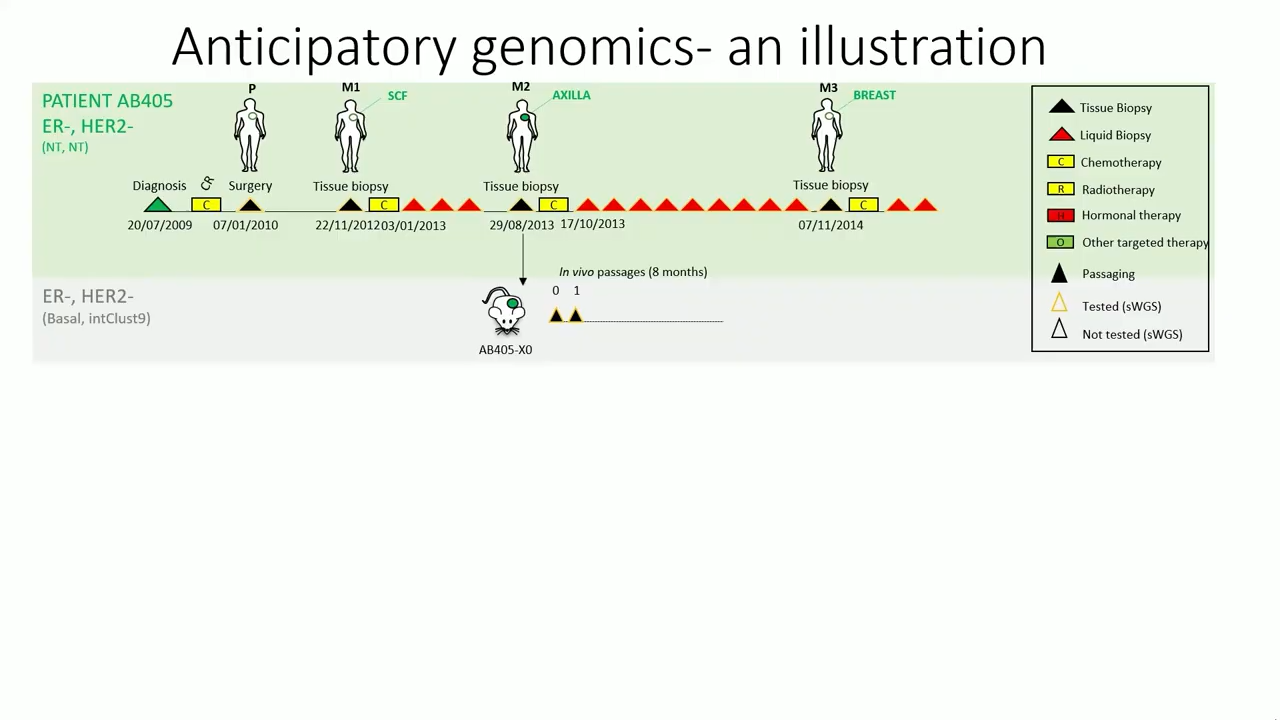 Anticipatory genomics- an illustration
PATIENT AB405
ER-, HER2-
(NT, NT)
P
M1
SCF
M2
AXILLA
M3
BREAST
Diagnosis
CR
Surgery
Tissue biopsy
Tissue biopsy
Tissue biopsy
C
C
C
C
20/07/2009
07/01/2010
22/11/2012
03/01/2013
29/08/2013
17/10/2013
07/11/2014
Tissue Biopsy
Liquid Biopsy
C Chemotherapy
R Radiotherapy
H Hormonal therapy
O Other targeted therapy
Passaging
Tested (sWGS)
Not tested (sWGS)
ER-, HER2-
(Basal, intClust9)
In vivo passages (8 months)
0 1
AB405-X0